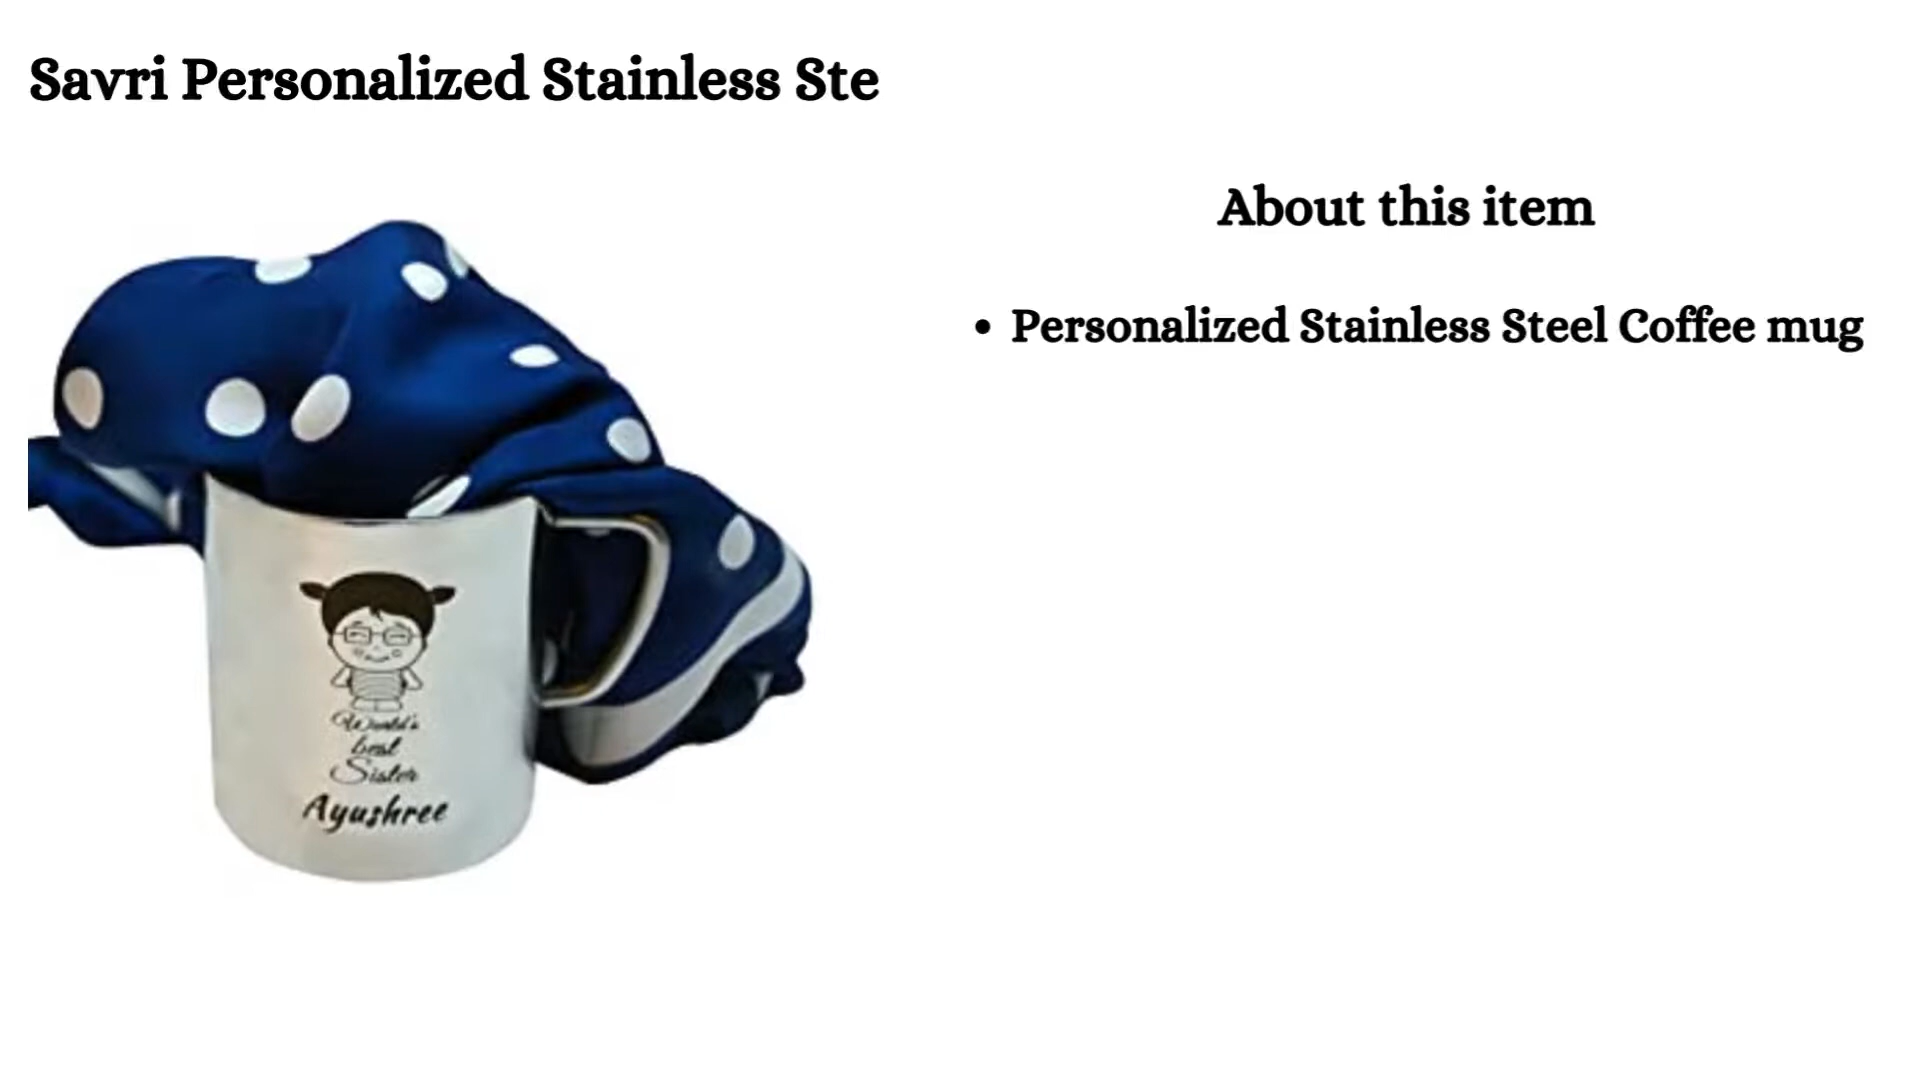 Savri Personalized Stainless Ste
About this item
• Personalized Stainless Steel Coffee mug
World's
best
Sister
Ayushree